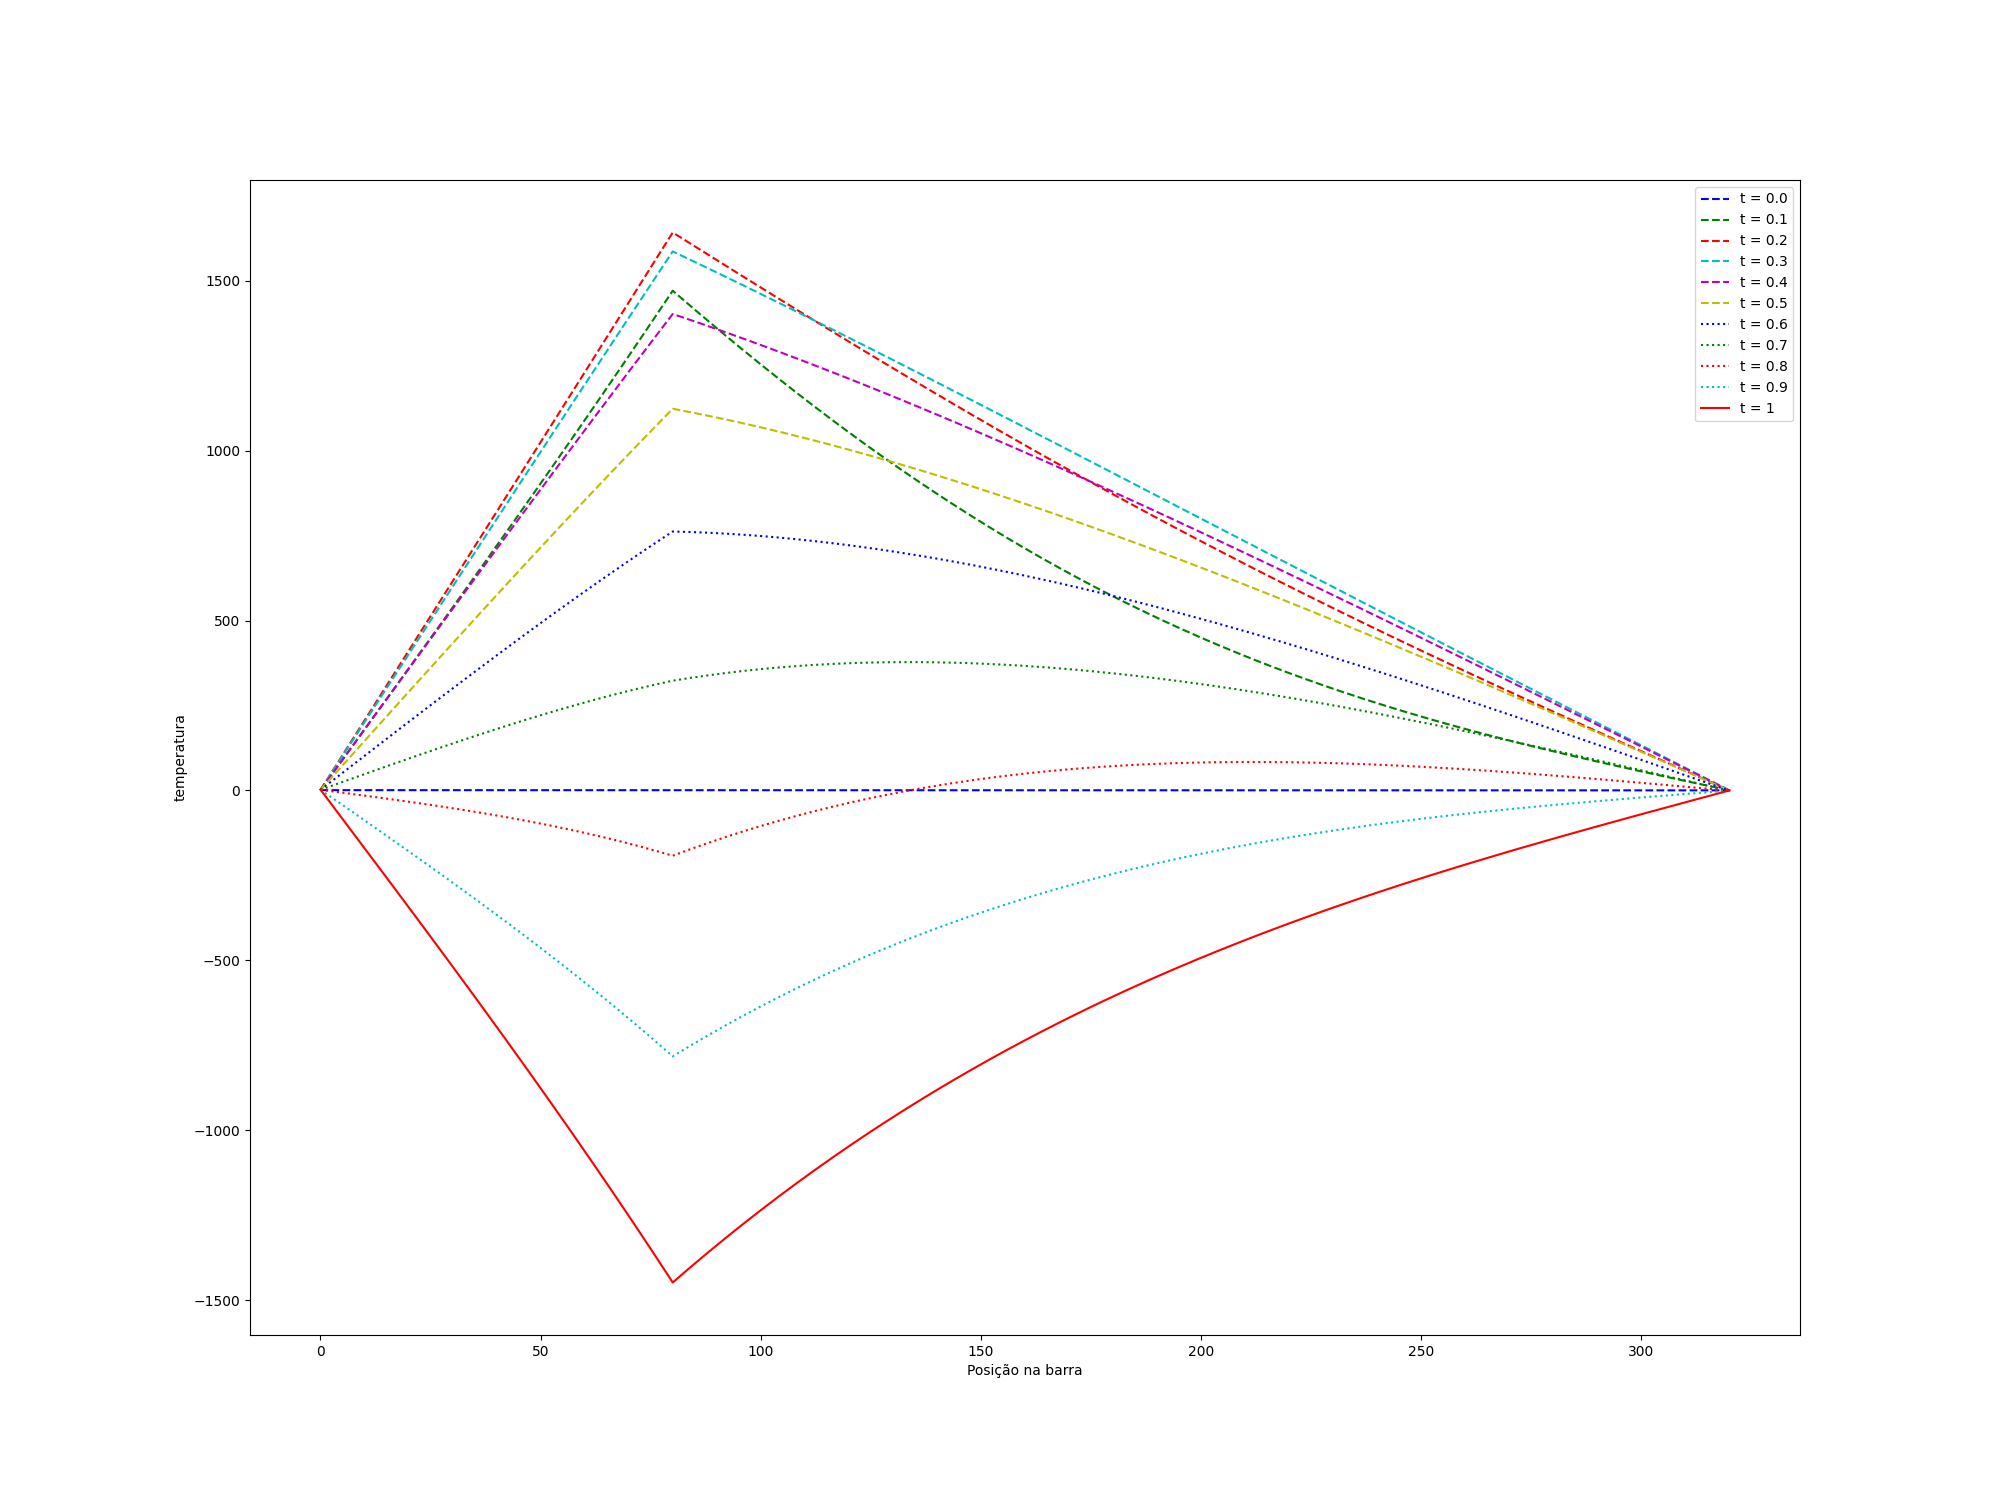 t = 0.0
t = 0.1
t = 0.2
t = 0.3
t = 0.4
t = 0.5
t = 0.6
t = 0.7
t = 0.8
t = 0.9
t = 1
1500
1000
500
0
−500
−1000
−1500
temperatura
0 50 100 150 200 250 300
Posição na barra